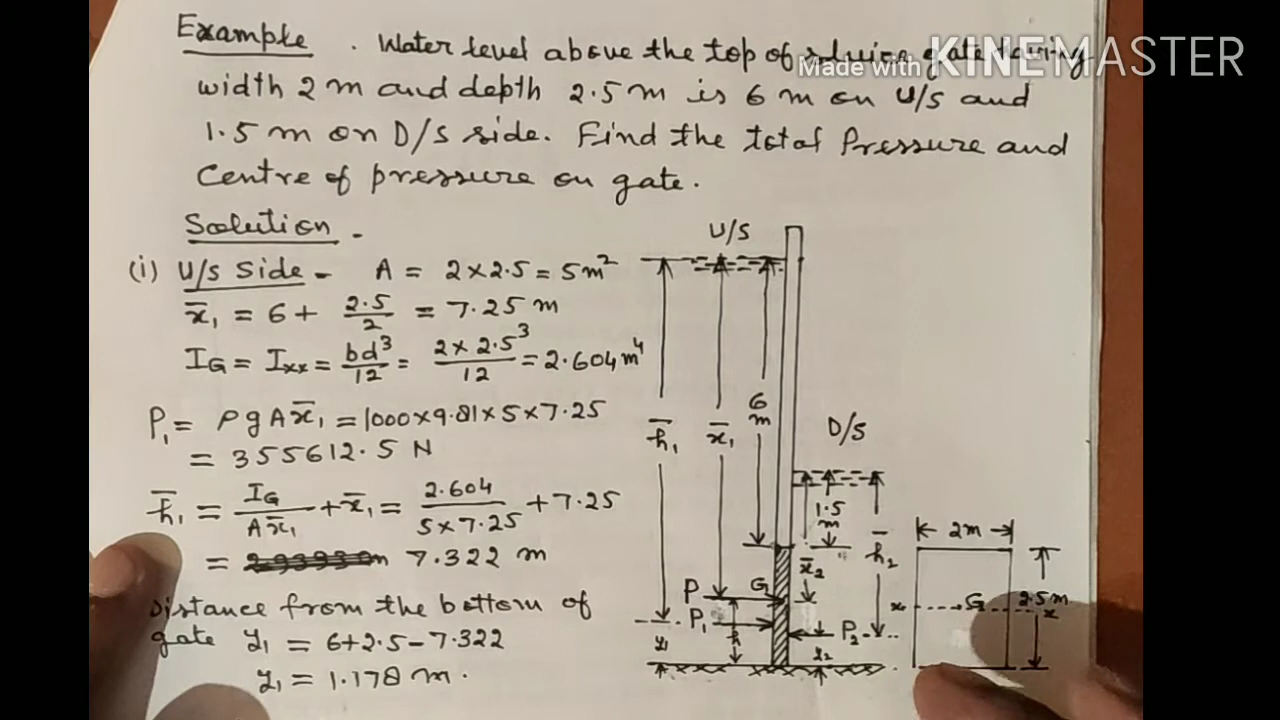 Example. Water level above the top of sluice gate having
Made with KINEMASTER
width 2 m and depth 2.5 m is 6 m on U/S and
1.5 m on D/S side. Find the total Pressure and
Centre of pressure on gate.
Solution -
(i) U/S Side - A = 2 × 2.5 = 5 m²
x̄₁ = 6 + 2.5/2 = 7.25 m
IG = Ixx = bd³/12 = 2 × 2.5³/12 = 2.604 m⁴
P₁ = ρ g A x̄₁ = 1000 × 9.81 × 5 × 7.25
= 355612.5 N
h̄₁ = IG/Ax̄₁ + x̄₁ = 2.604/5 × 7.25 + 7.25
= 7.322 m
Distance from the bottom of
gate y₁ = 6 + 2.5 - 7.322
y₁ = 1.178 m.
U/S
h̄₁
x̄₁
6 m
D/S
1.5 m
x̄₂
h̄₂
P
G
P₁
h
P₂
y₁
y₂
2 m
x
G
x
2.5 m